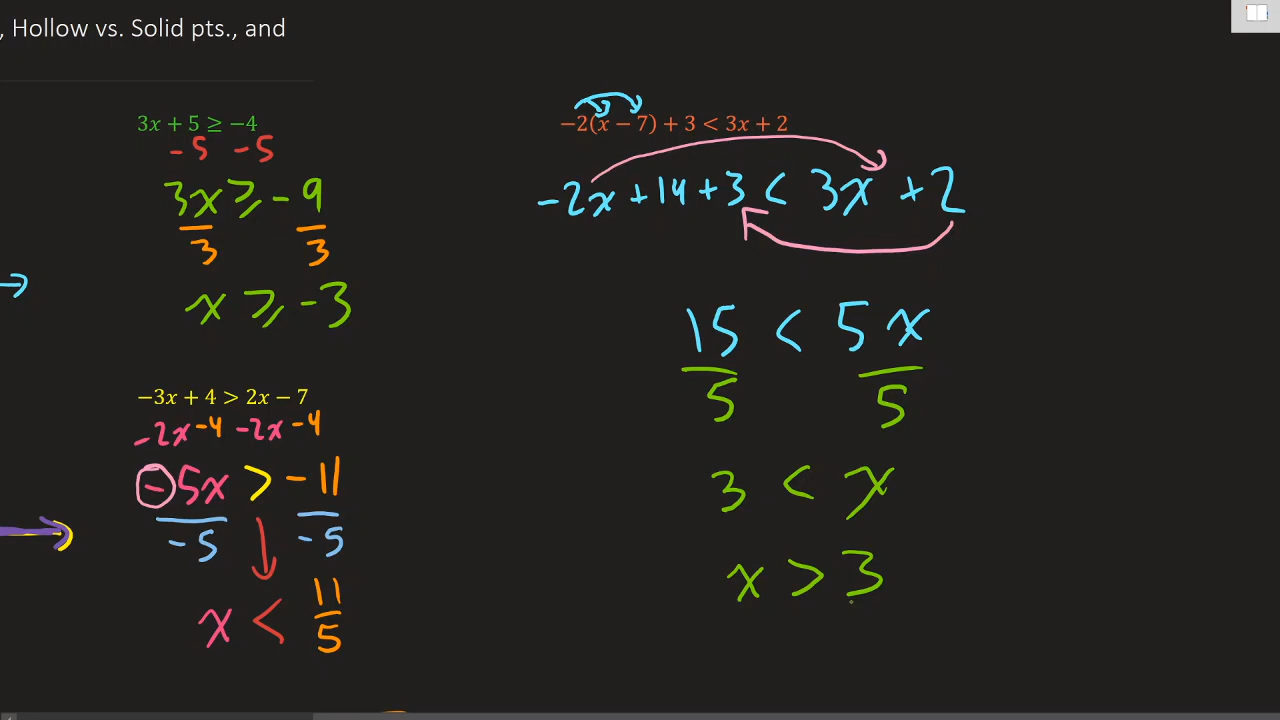 , Hollow vs. Solid pts., and
3x + 5 ≥ −4
-5 -5
3x ≥ -9
3 3
x ≥ -3
−3x + 4 > 2x − 7
-2x -4 -2x -4
-5x > -11
-5 -5
x < 11/5
−2(x − 7) + 3 < 3x + 2
-2x + 14 + 3 < 3x + 2
15 < 5x
5 5
3 < x
x > 3